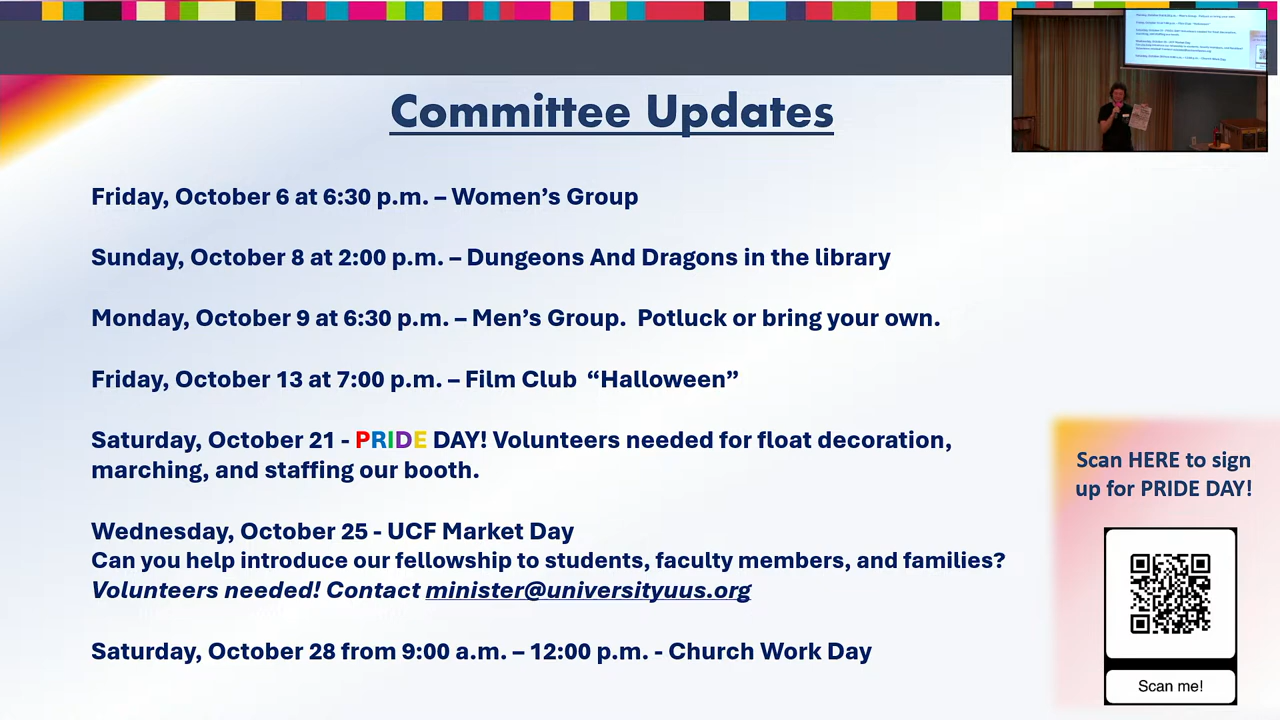 Committee Updates
Friday, October 6 at 6:30 p.m. – Women's Group
Sunday, October 8 at 2:00 p.m. – Dungeons And Dragons in the library
Monday, October 9 at 6:30 p.m. – Men's Group.  Potluck or bring your own.
Friday, October 13 at 7:00 p.m. – Film Club  “Halloween”
Saturday, October 21 - PRIDE DAY! Volunteers needed for float decoration,
marching, and staffing our booth.
Wednesday, October 25 - UCF Market Day
Can you help introduce our fellowship to students, faculty members, and families?
Volunteers needed! Contact minister@universityuus.org
Saturday, October 28 from 9:00 a.m. – 12:00 p.m. - Church Work Day
Scan HERE to sign
up for PRIDE DAY!
Scan me!